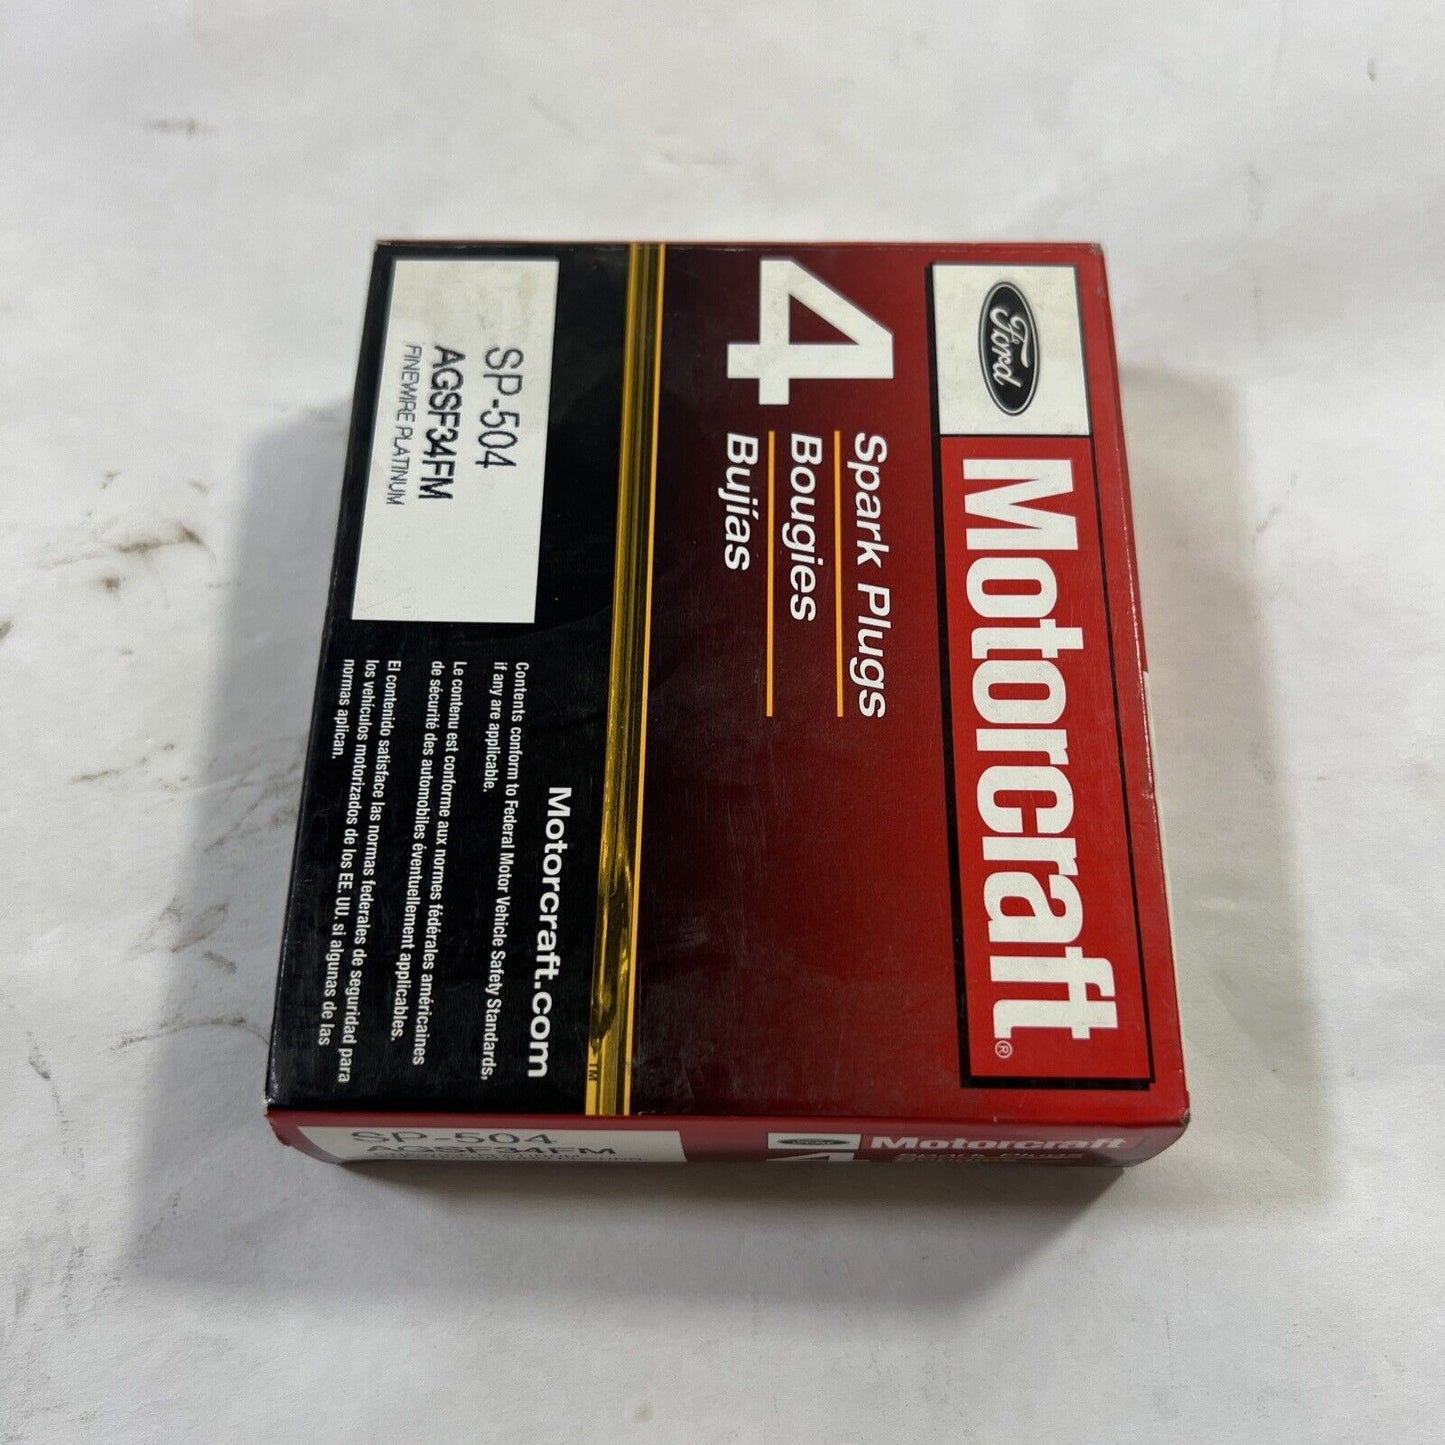 Ford
Motorcraft®
4
Spark Plugs
Bougies
Bujías
™
SP-504
AGSF34FM
FINEWIRE PLATINUM
Motorcraft.com
Contents conform to Federal Motor Vehicle Safety Standards,
if any are applicable.
Le contenu est conforme aux normes fédérales américaines
de sécurité des automobiles éventuellement applicables.
El contenido satisface las normas federales de seguridad para
los vehículos motorizados de los EE. UU. si algunas de las
normas aplican.
SP-504
AGSF34FM
Motorcraft
Spark Plugs